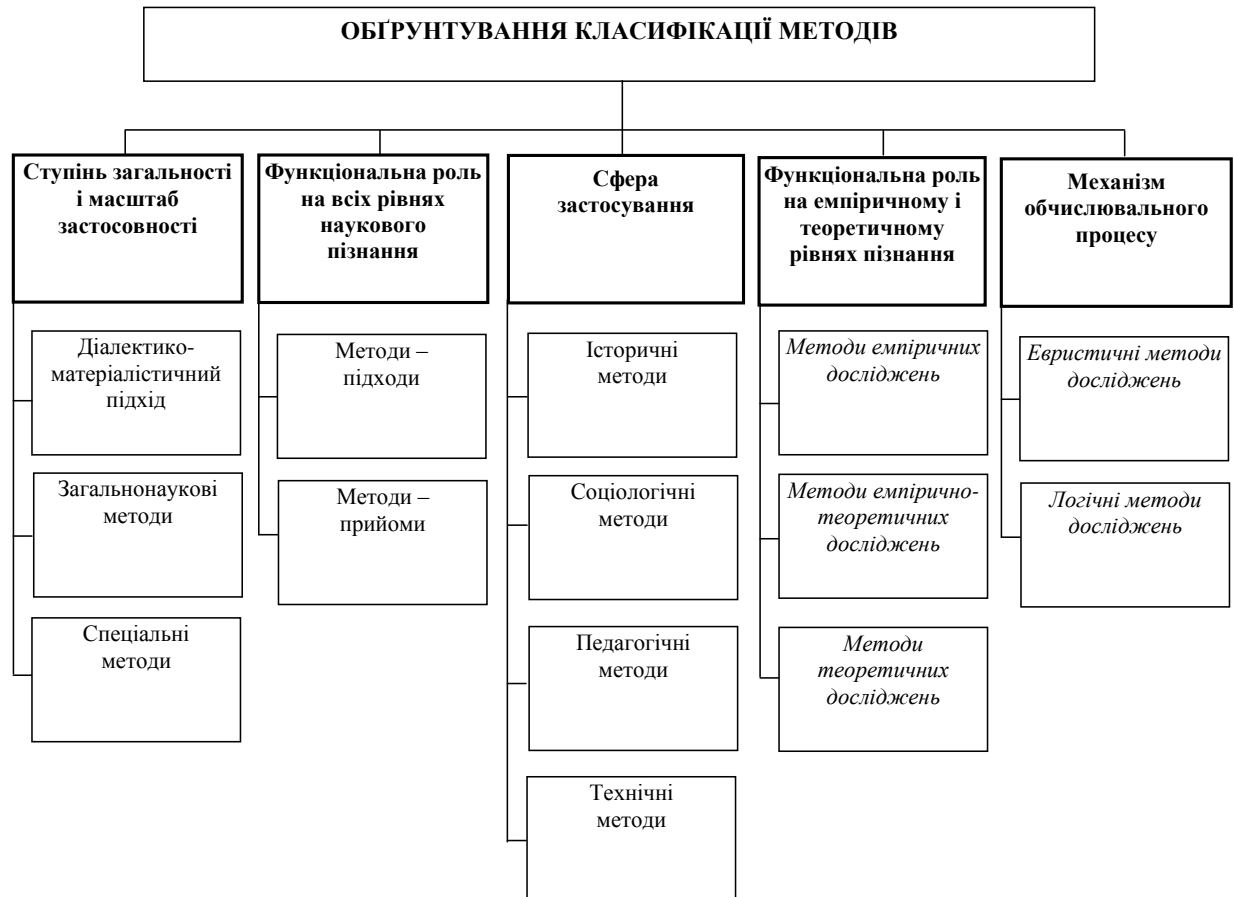 ОБҐРУНТУВАННЯ КЛАСИФІКАЦІЇ МЕТОДІВ
Ступінь загальності
і масштаб
застосовності
Діалектико-
матеріалістичний
підхід
Загальнонаукові
методи
Спеціальні
методи
Функціональна роль
на всіх рівнях
наукового
пізнання
Методи –
підходи
Методи –
прийоми
Сфера
застосування
Історичні
методи
Соціологічні
методи
Педагогічні
методи
Технічні
методи
Функціональна роль
на емпіричному і
теоретичному
рівнях пізнання
Методи емпіричних
досліджень
Методи емпірично-
теоретичних
досліджень
Методи
теоретичних
досліджень
Механізм
обчислювального
процесу
Евристичні методи
досліджень
Логічні методи
досліджень